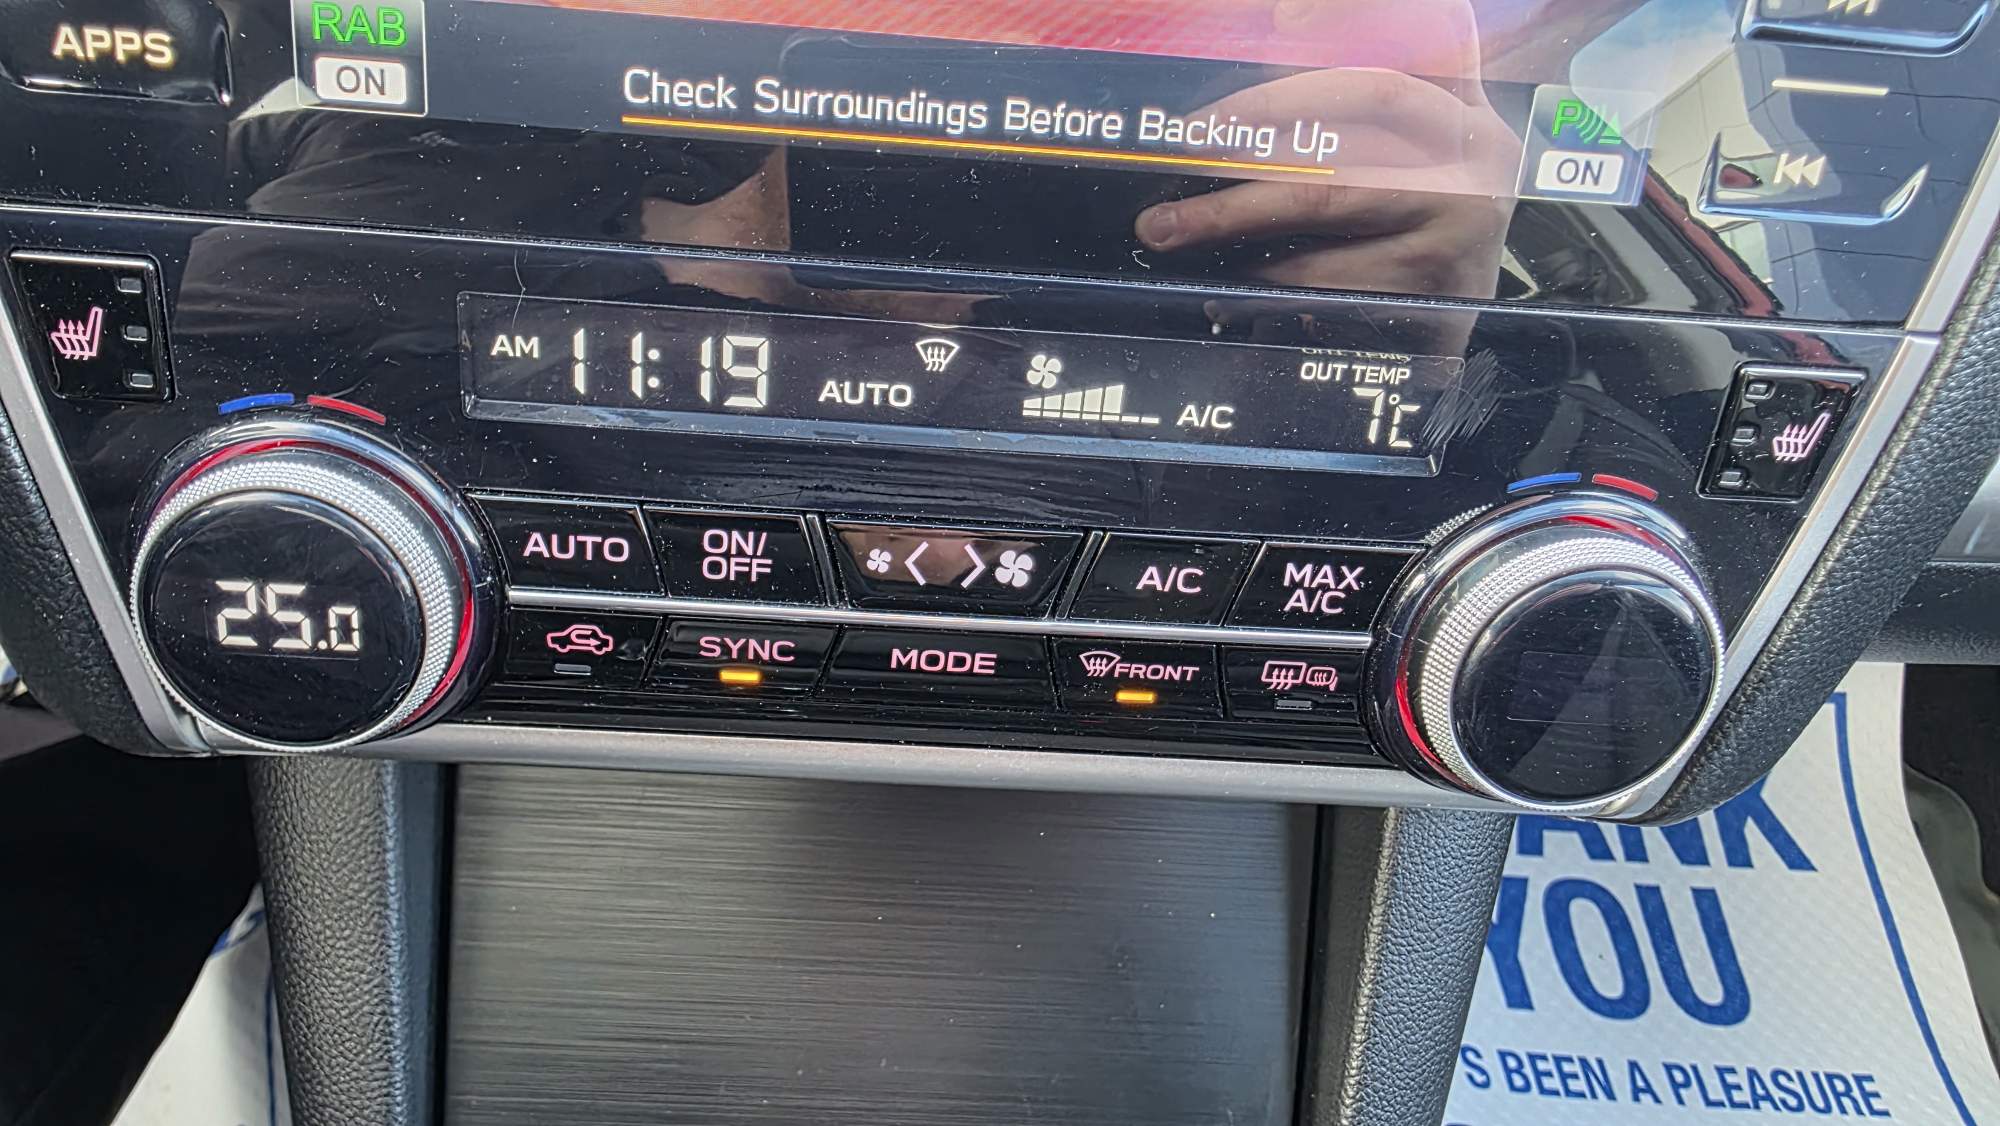 APPS
RAB
ON
Check Surroundings Before Backing Up
P
ON
AM 11:19
AUTO
A/C
OUT TEMP
7°C
25.0
AUTO
ON/
OFF
A/C
MAX
A/C
SYNC
MODE
FRONT
YOU
BEEN A PLEASURE